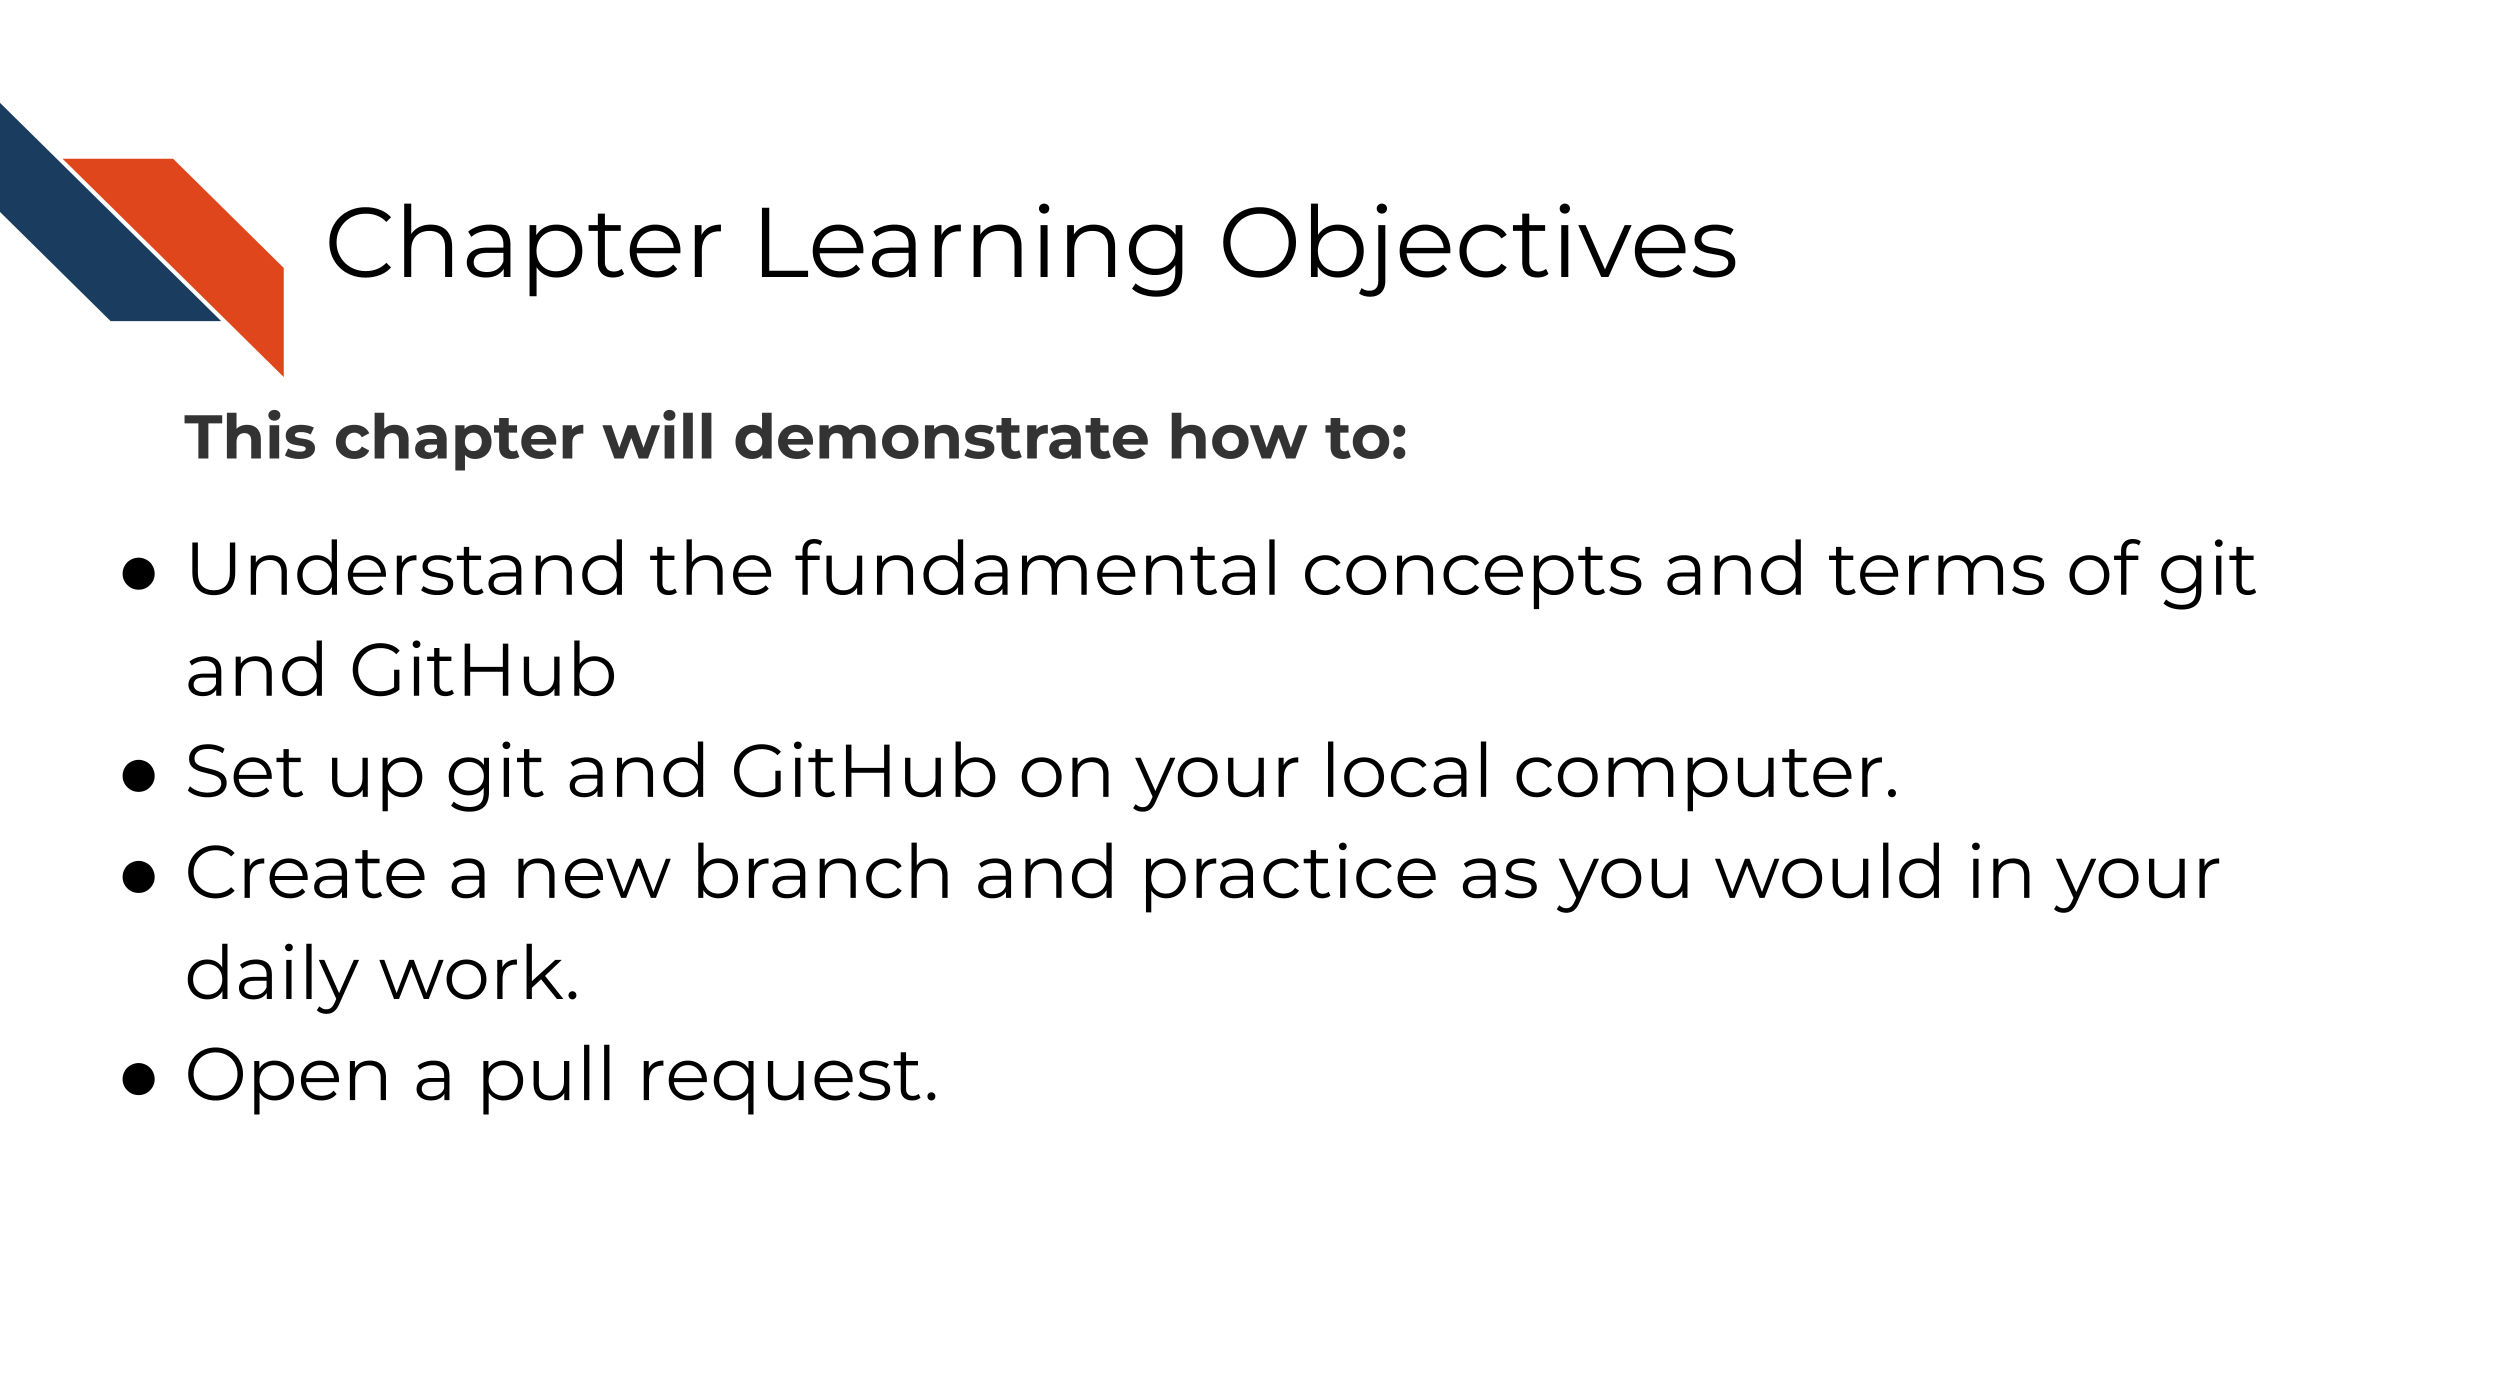 Chapter Learning Objectives
This chapter will demonstrate how to:
● Understand the fundamental concepts and terms of git
and GitHub
● Set up git and GitHub on your local computer.
● Create a new branch and practice as you would in your
daily work.
● Open a pull request.